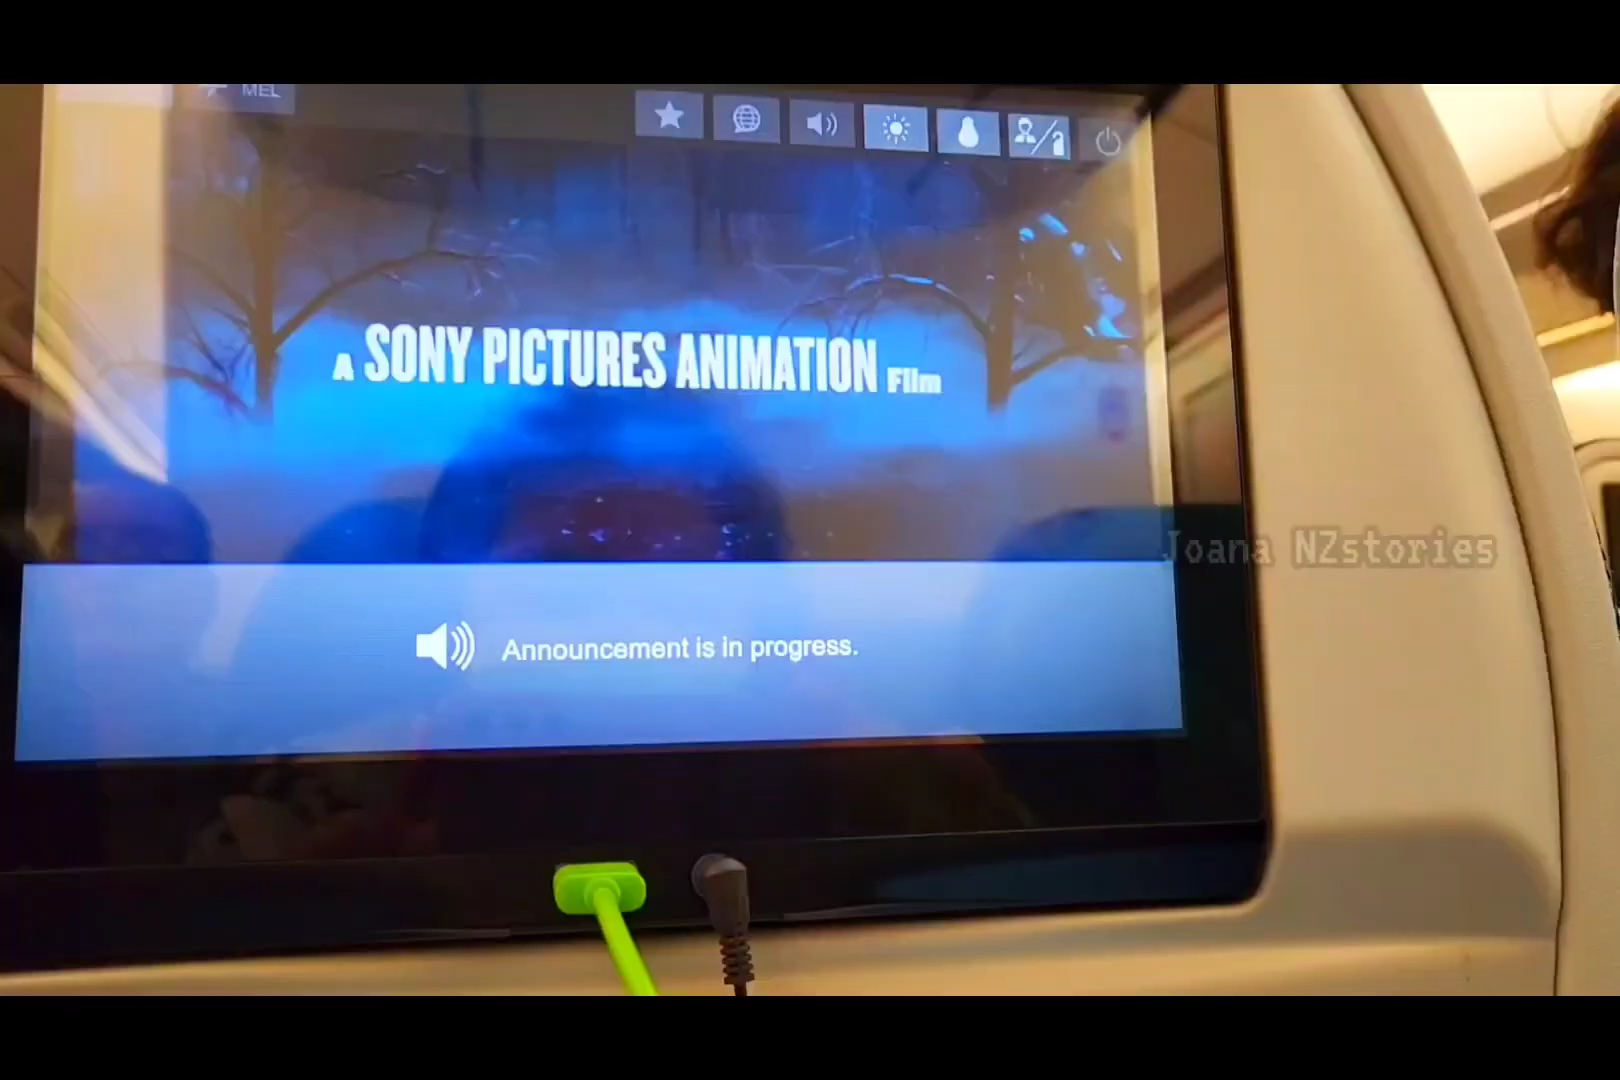 MEL
A SONY PICTURES ANIMATION Film
Joana NZstories
Announcement is in progress.